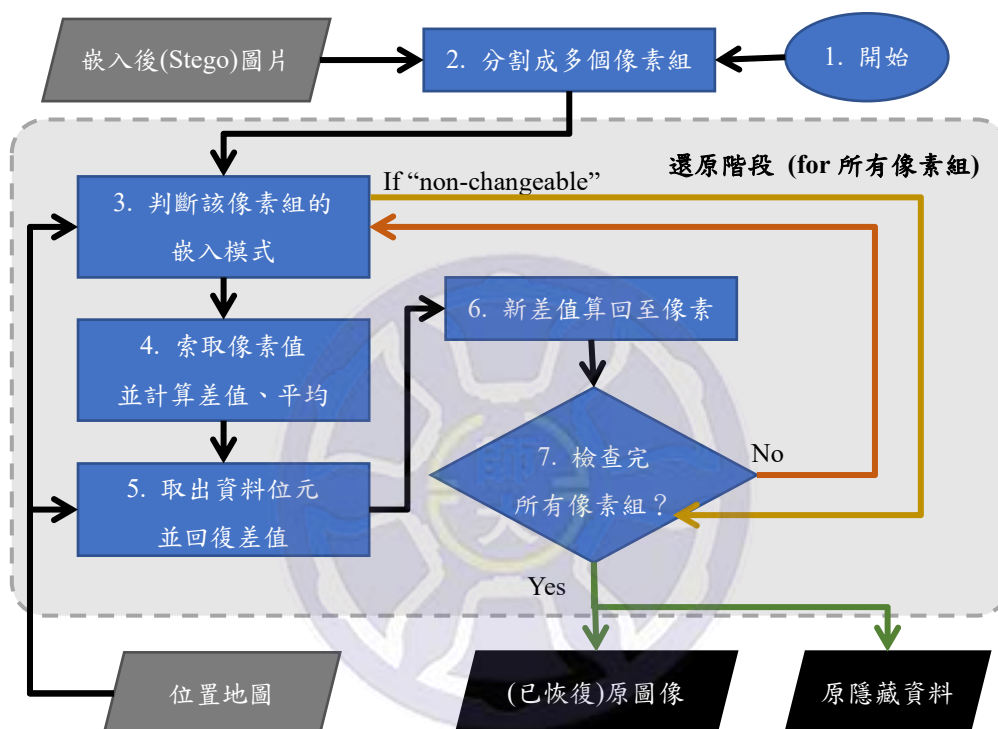 嵌入後(Stego)圖片
2. 分割成多個像素組
1. 開始
還原階段 (for 所有像素組)
If “non-changeable”
3. 判斷該像素組的
嵌入模式
6. 新差值算回至像素
4. 索取像素值
並計算差值、平均
7. 檢查完
所有像素組？
No
5. 取出資料位元
並回復差值
Yes
位置地圖
(已恢復)原圖像
原隱藏資料